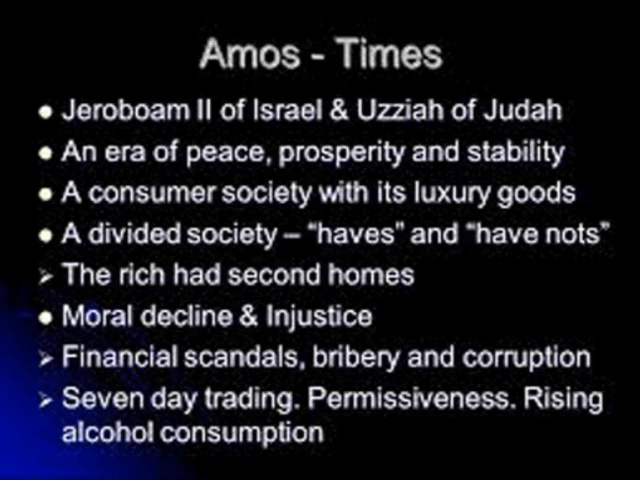 Amos - Times
● Jeroboam II of Israel & Uzziah of Judah
● An era of peace, prosperity and stability
● A consumer society with its luxury goods
● A divided society – “haves” and “have nots”
➢ The rich had second homes
● Moral decline & Injustice
➢ Financial scandals, bribery and corruption
➢ Seven day trading. Permissiveness. Rising
alcohol consumption